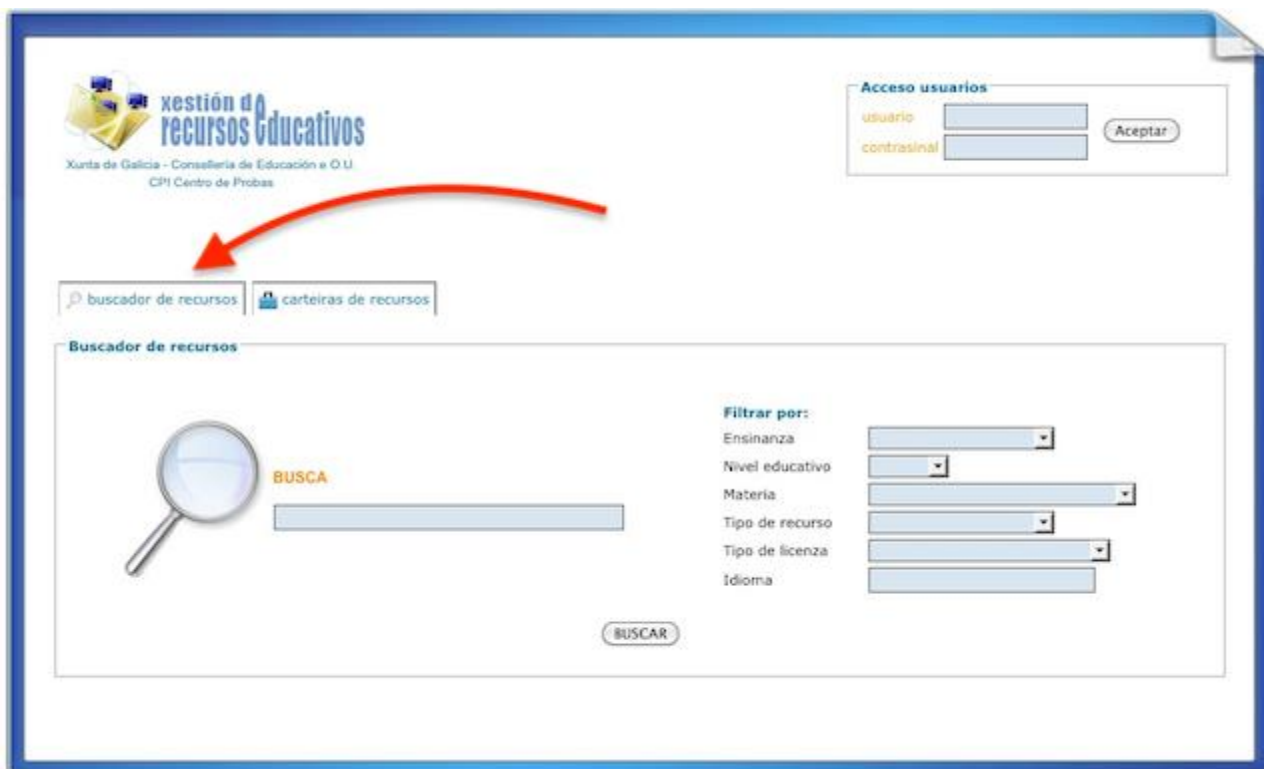 xestión de
recursos educativos
Xunta de Galicia - Consellería de Educación e O.U.
CPI Centro de Probas
Acceso usuarios
usuario
contrasinal
Aceptar
buscador de recursos
carteiras de recursos
Buscador de recursos
BUSCA
Filtrar por:
Ensinanza
Nivel educativo
Materia
Tipo de recurso
Tipo de licenza
Idioma
BUSCAR